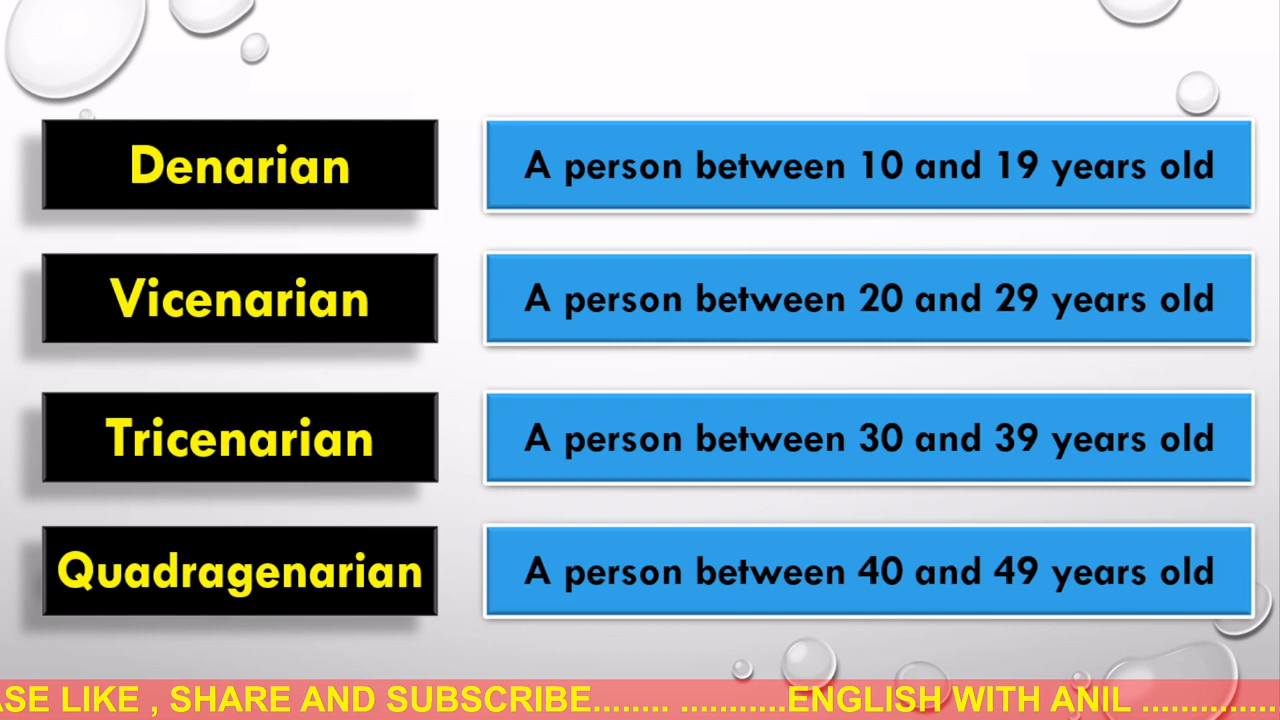 Denarian
A person between 10 and 19 years old
Vicenarian
A person between 20 and 29 years old
Tricenarian
A person between 30 and 39 years old
Quadragenarian
A person between 40 and 49 years old
ASE LIKE , SHARE AND SUBSCRIBE........ ...........ENGLISH WITH ANIL ..............